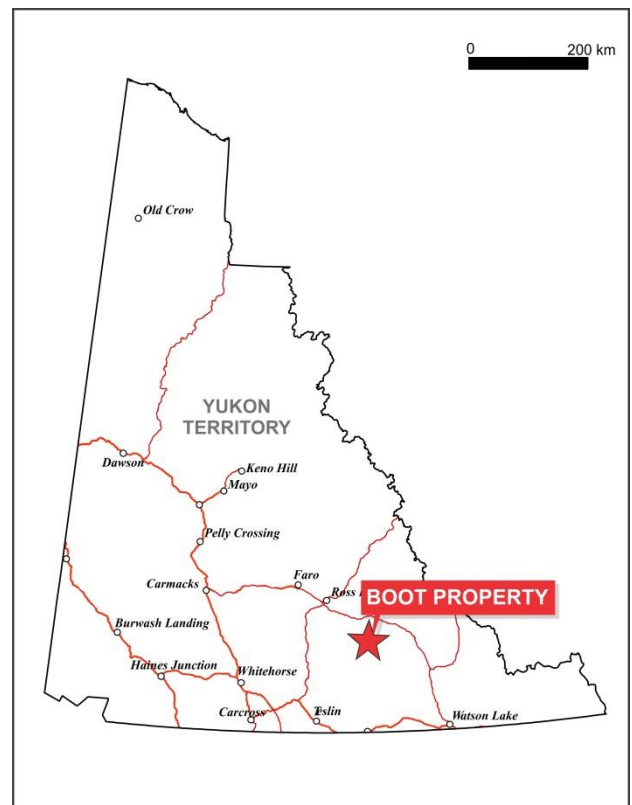 0 200 km
Old Crow
YUKON
TERRITORY
Dawson
Keno Hill
Mayo
Pelly Crossing
Faro
Carmacks
Ross
BOOT PROPERTY
Burwash Landing
Haines Junction
Whitehorse
Carcross
Teslin
Watson Lake